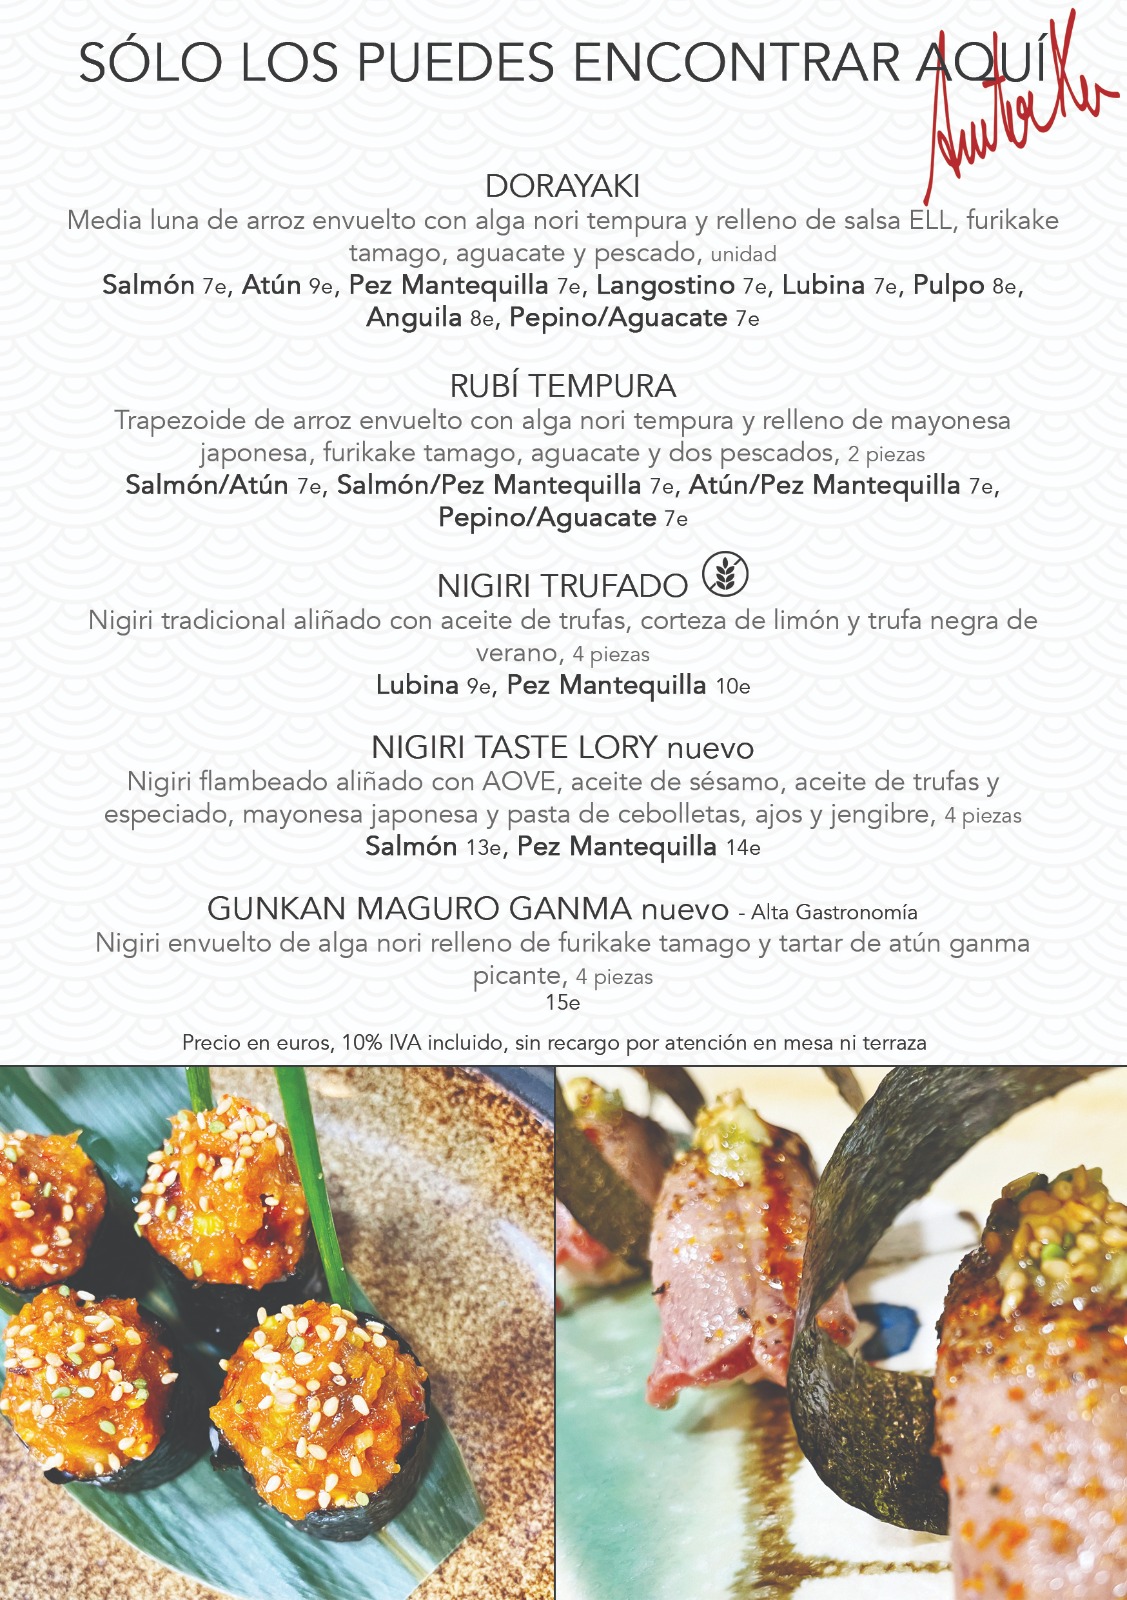 SÓLO LOS PUEDES ENCONTRAR AQUÍ
DORAYAKI
Media luna de arroz envuelto con alga nori tempura y relleno de salsa ELL, furikake
tamago, aguacate y pescado, unidad
Salmón 7e, Atún 9e, Pez Mantequilla 7e, Langostino 7e, Lubina 7e, Pulpo 8e,
Anguila 8e, Pepino/Aguacate 7e
RUBÍ TEMPURA
Trapezoide de arroz envuelto con alga nori tempura y relleno de mayonesa
japonesa, furikake tamago, aguacate y dos pescados, 2 piezas
Salmón/Atún 7e, Salmón/Pez Mantequilla 7e, Atún/Pez Mantequilla 7e,
Pepino/Aguacate 7e
NIGIRI TRUFADO
Nigiri tradicional aliñado con aceite de trufas, corteza de limón y trufa negra de
verano, 4 piezas
Lubina 9e, Pez Mantequilla 10e
NIGIRI TASTE LORY nuevo
Nigiri flambeado aliñado con AOVE, aceite de sésamo, aceite de trufas y
especiado, mayonesa japonesa y pasta de cebolletas, ajos y jengibre, 4 piezas
Salmón 13e, Pez Mantequilla 14e
GUNKAN MAGURO GANMA nuevo - Alta Gastronomía
Nigiri envuelto de alga nori relleno de furikake tamago y tartar de atún ganma
picante, 4 piezas
15e
Precio en euros, 10% IVA incluido, sin recargo por atención en mesa ni terraza